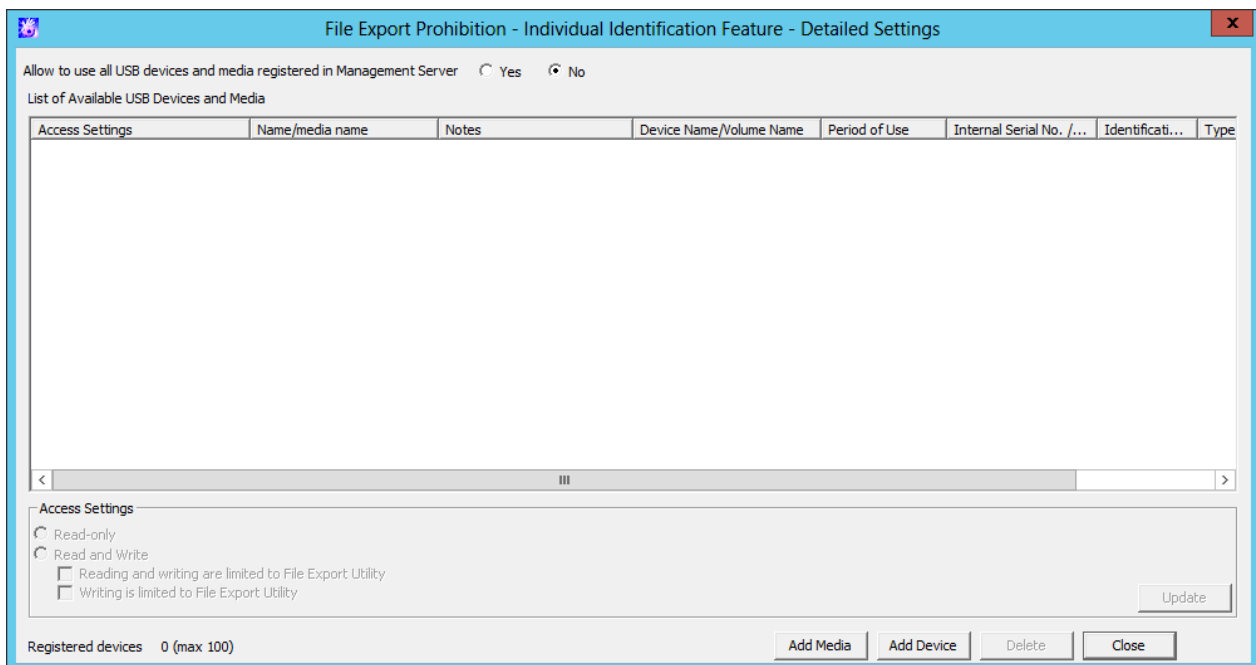 File Export Prohibition - Individual Identification Feature - Detailed Settings
x
Allow to use all USB devices and media registered in Management Server Yes No
List of Available USB Devices and Media
Access Settings Name/media name Notes Device Name/Volume Name Period of Use Internal Serial No. /... Identificati... Type
Access Settings
Read-only
Read and Write
Reading and writing are limited to File Export Utility
Writing is limited to File Export Utility
Update
Registered devices 0 (max 100) Add Media Add Device Delete Close